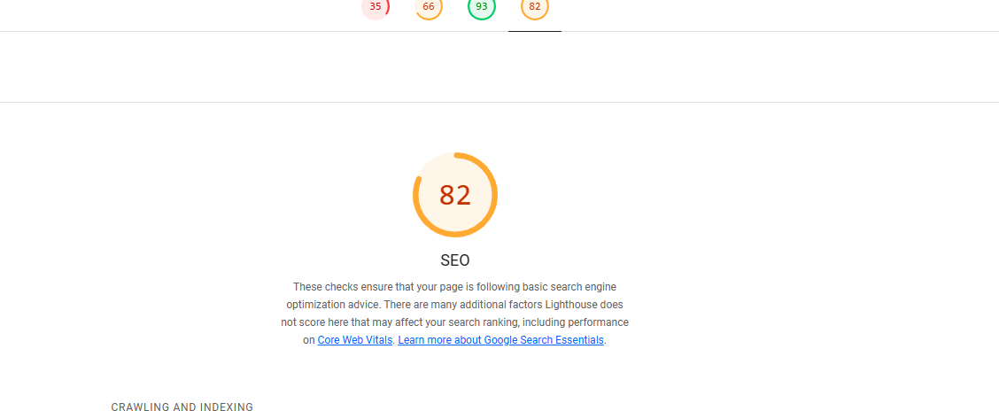 35 66 93 82
82
SEO
These checks ensure that your page is following basic search engine
optimization advice. There are many additional factors Lighthouse does
not score here that may affect your search ranking, including performance
on Core Web Vitals. Learn more about Google Search Essentials.
CRAWLING AND INDEXING